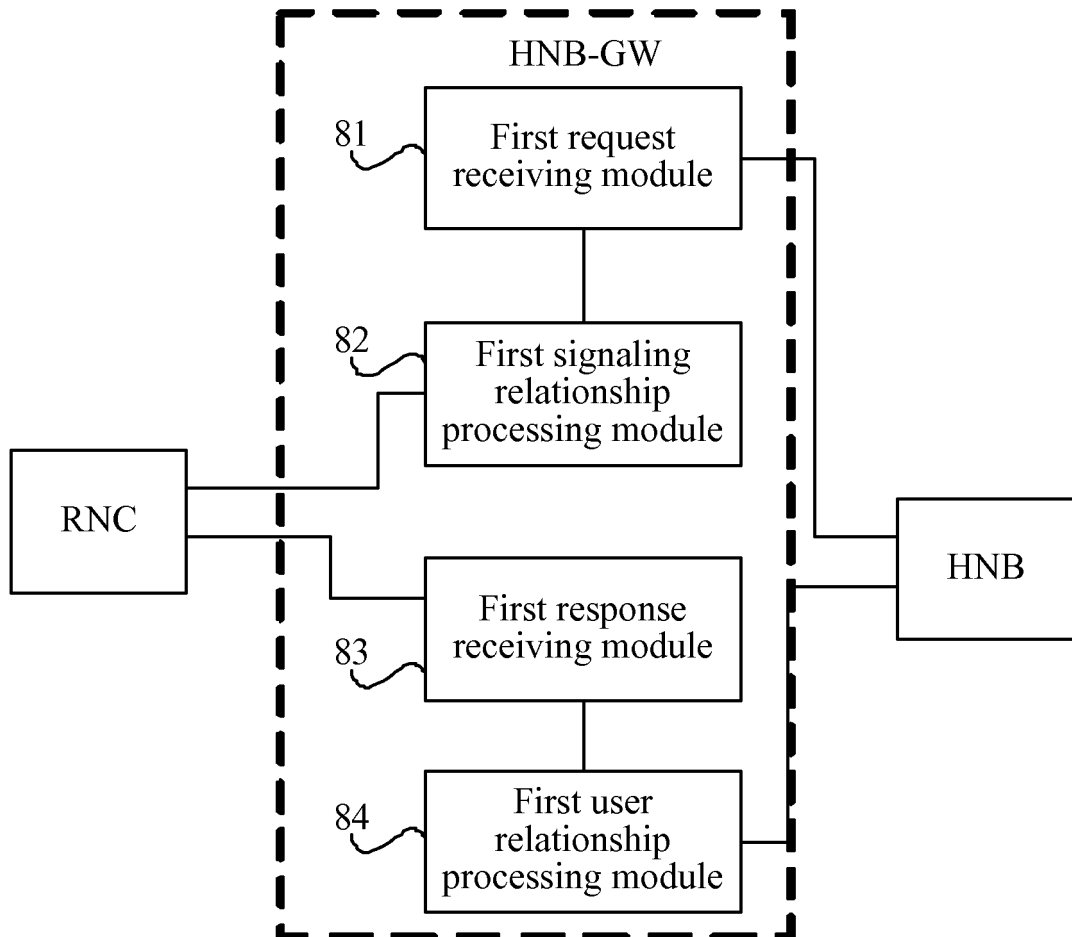 HNB-GW
81
First request
receiving module
82
First signaling
relationship
processing module
RNC
HNB
First response
receiving module
83
First user
relationship
processing module
84